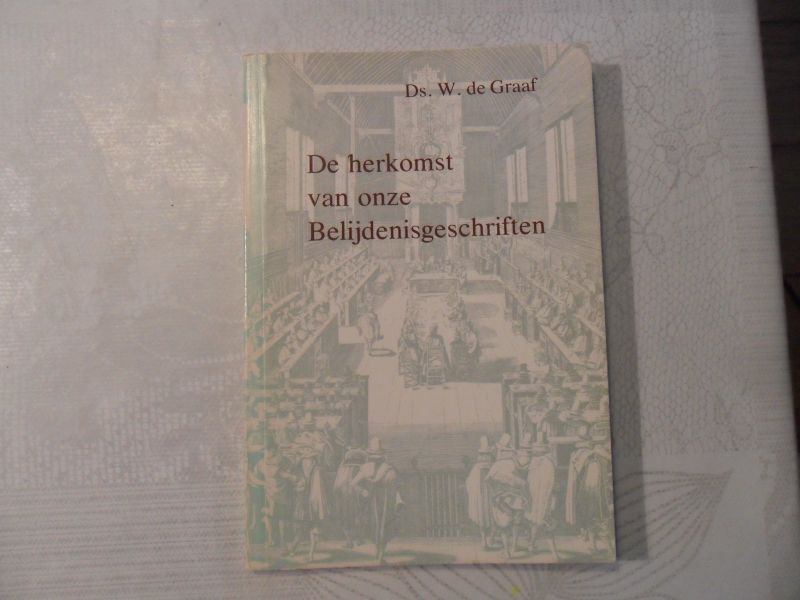 Ds. W. de Graaf
De herkomst
van onze
Belijdenisgeschriften